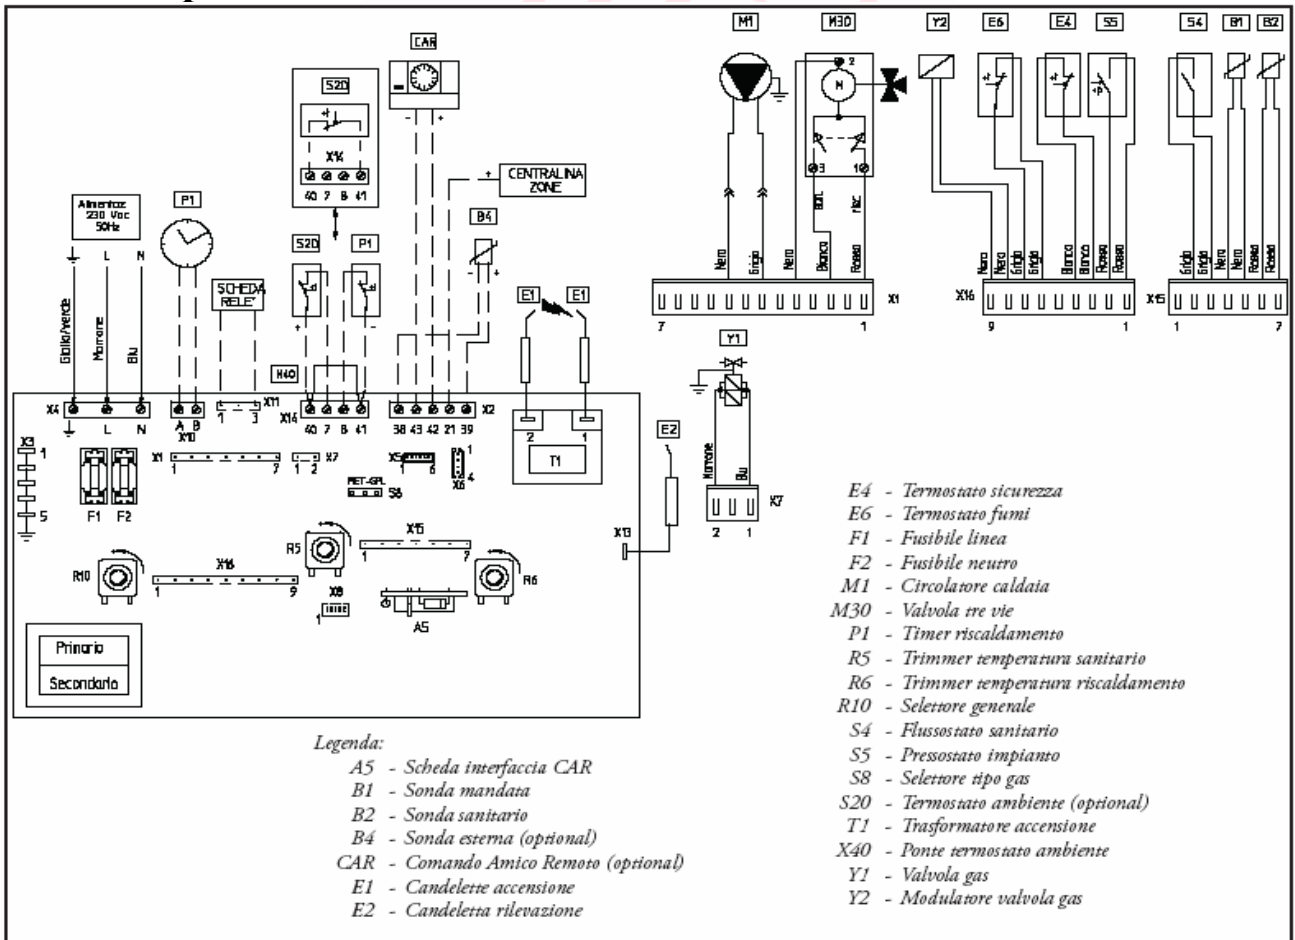 CAR
S20
X14
40 7 8 41
CENTRALINA
ZONE
B4
Alimentaz.
230 Vac
50Hz
L N
P1
SCHEDA
RELE'
S20 P1
E1 E1
Giallo/verde
Marrone
Blu
X40
X4
L N
A B
X10
X11
1 3
X14
40 7 8 41
38 43 42 21 39
X2
2 1
T1
X3
1
5
X1
1 7
X7
1 2
X5
1 6
X6
1
4
MET-GPL
S8
F1 F2
R5
X15
1 7
X13
R10
X16
1 9
X8
1
R6
A5
Primario
Secondario
E2
M1 M30 Y2 E6 E4 S5 S4 B1 B2
2
M
3 1
Nero
Grigio
Nero
Bianco
Rosso
Nero
Nero
Grigio
Grigio
Bianco
Bianco
Rosso
Rosso
Grigio
Grigio
Nero
Nero
Rosso
Rosso
X1
7 1
X16
9 1
X15
1 7
Y1
Marrone
Blu
X7
2 1
E4 - Termostato sicurezza
E6 - Termostato fumi
F1 - Fusibile linea
F2 - Fusibile neutro
M1 - Circolatore caldaia
M30 - Valvola tre vie
P1 - Timer riscaldamento
R5 - Trimmer temperatura sanitario
R6 - Trimmer temperatura riscaldamento
R10 - Selettore generale
S4 - Flussostato sanitario
S5 - Pressostato impianto
S8 - Selettore tipo gas
S20 - Termostato ambiente (optional)
T1 - Trasformatore accensione
X40 - Ponte termostato ambiente
Y1 - Valvola gas
Y2 - Modulatore valvola gas
Legenda:
A5 - Scheda interfaccia CAR
B1 - Sonda mandata
B2 - Sonda sanitario
B4 - Sonda esterna (optional)
CAR - Comando Amico Remoto (optional)
E1 - Candelette accensione
E2 - Candeletta rilevazione